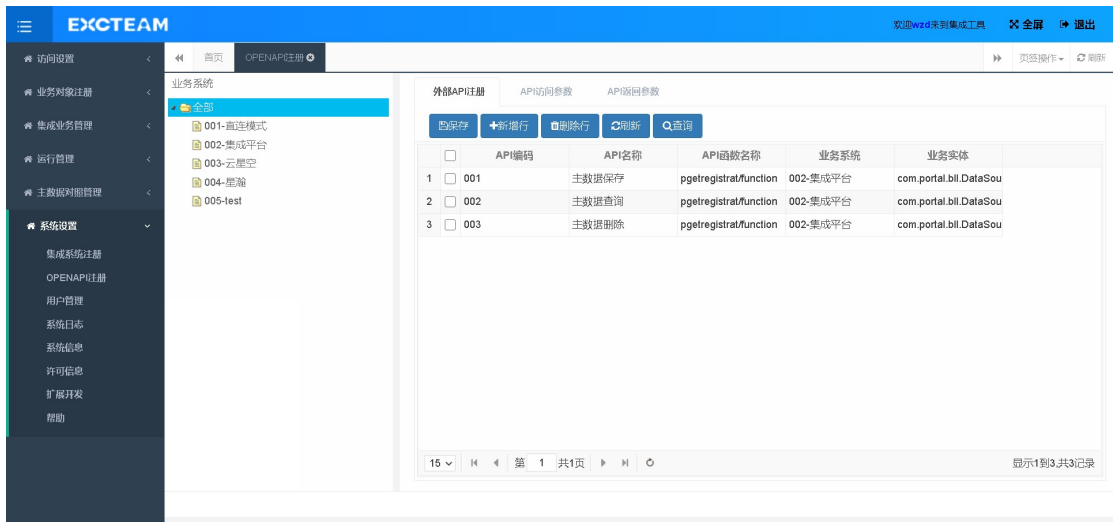 EXCTEAM
欢迎wzd来到集成工具 全屏 退出
访问设置
业务对象注册
集成业务管理
运行管理
主数据对照管理
系统设置
集成系统注册
OPENAPI注册
用户管理
系统日志
系统信息
许可信息
扩展开发
帮助
首页 OPENAPI注册 页签操作 刷新
业务系统
全部
001-直连模式
002-集成平台
003-云星空
004-星瀚
005-test
外部API注册 API访问参数 API返回参数
保存 新增行 删除行 刷新 查询
API编码 API名称 API函数名称 业务系统 业务实体
1 001 主数据保存 pgetregistrat/function 002-集成平台 com.portal.bll.DataSou
2 002 主数据查询 pgetregistrat/function 002-集成平台 com.portal.bll.DataSou
3 003 主数据删除 pgetregistrat/function 002-集成平台 com.portal.bll.DataSou
15 第 1 共1页 显示1到3,共3记录